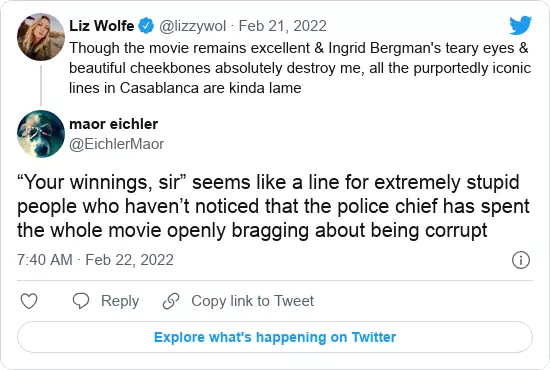 Liz Wolfe @lizzywol · Feb 21, 2022
Though the movie remains excellent & Ingrid Bergman's teary eyes &
beautiful cheekbones absolutely destroy me, all the purportedly iconic
lines in Casablanca are kinda lame
maor eichler
@EichlerMaor
“Your winnings, sir” seems like a line for extremely stupid
people who haven’t noticed that the police chief has spent
the whole movie openly bragging about being corrupt
7:40 AM · Feb 22, 2022
Reply Copy link to Tweet
Explore what's happening on Twitter